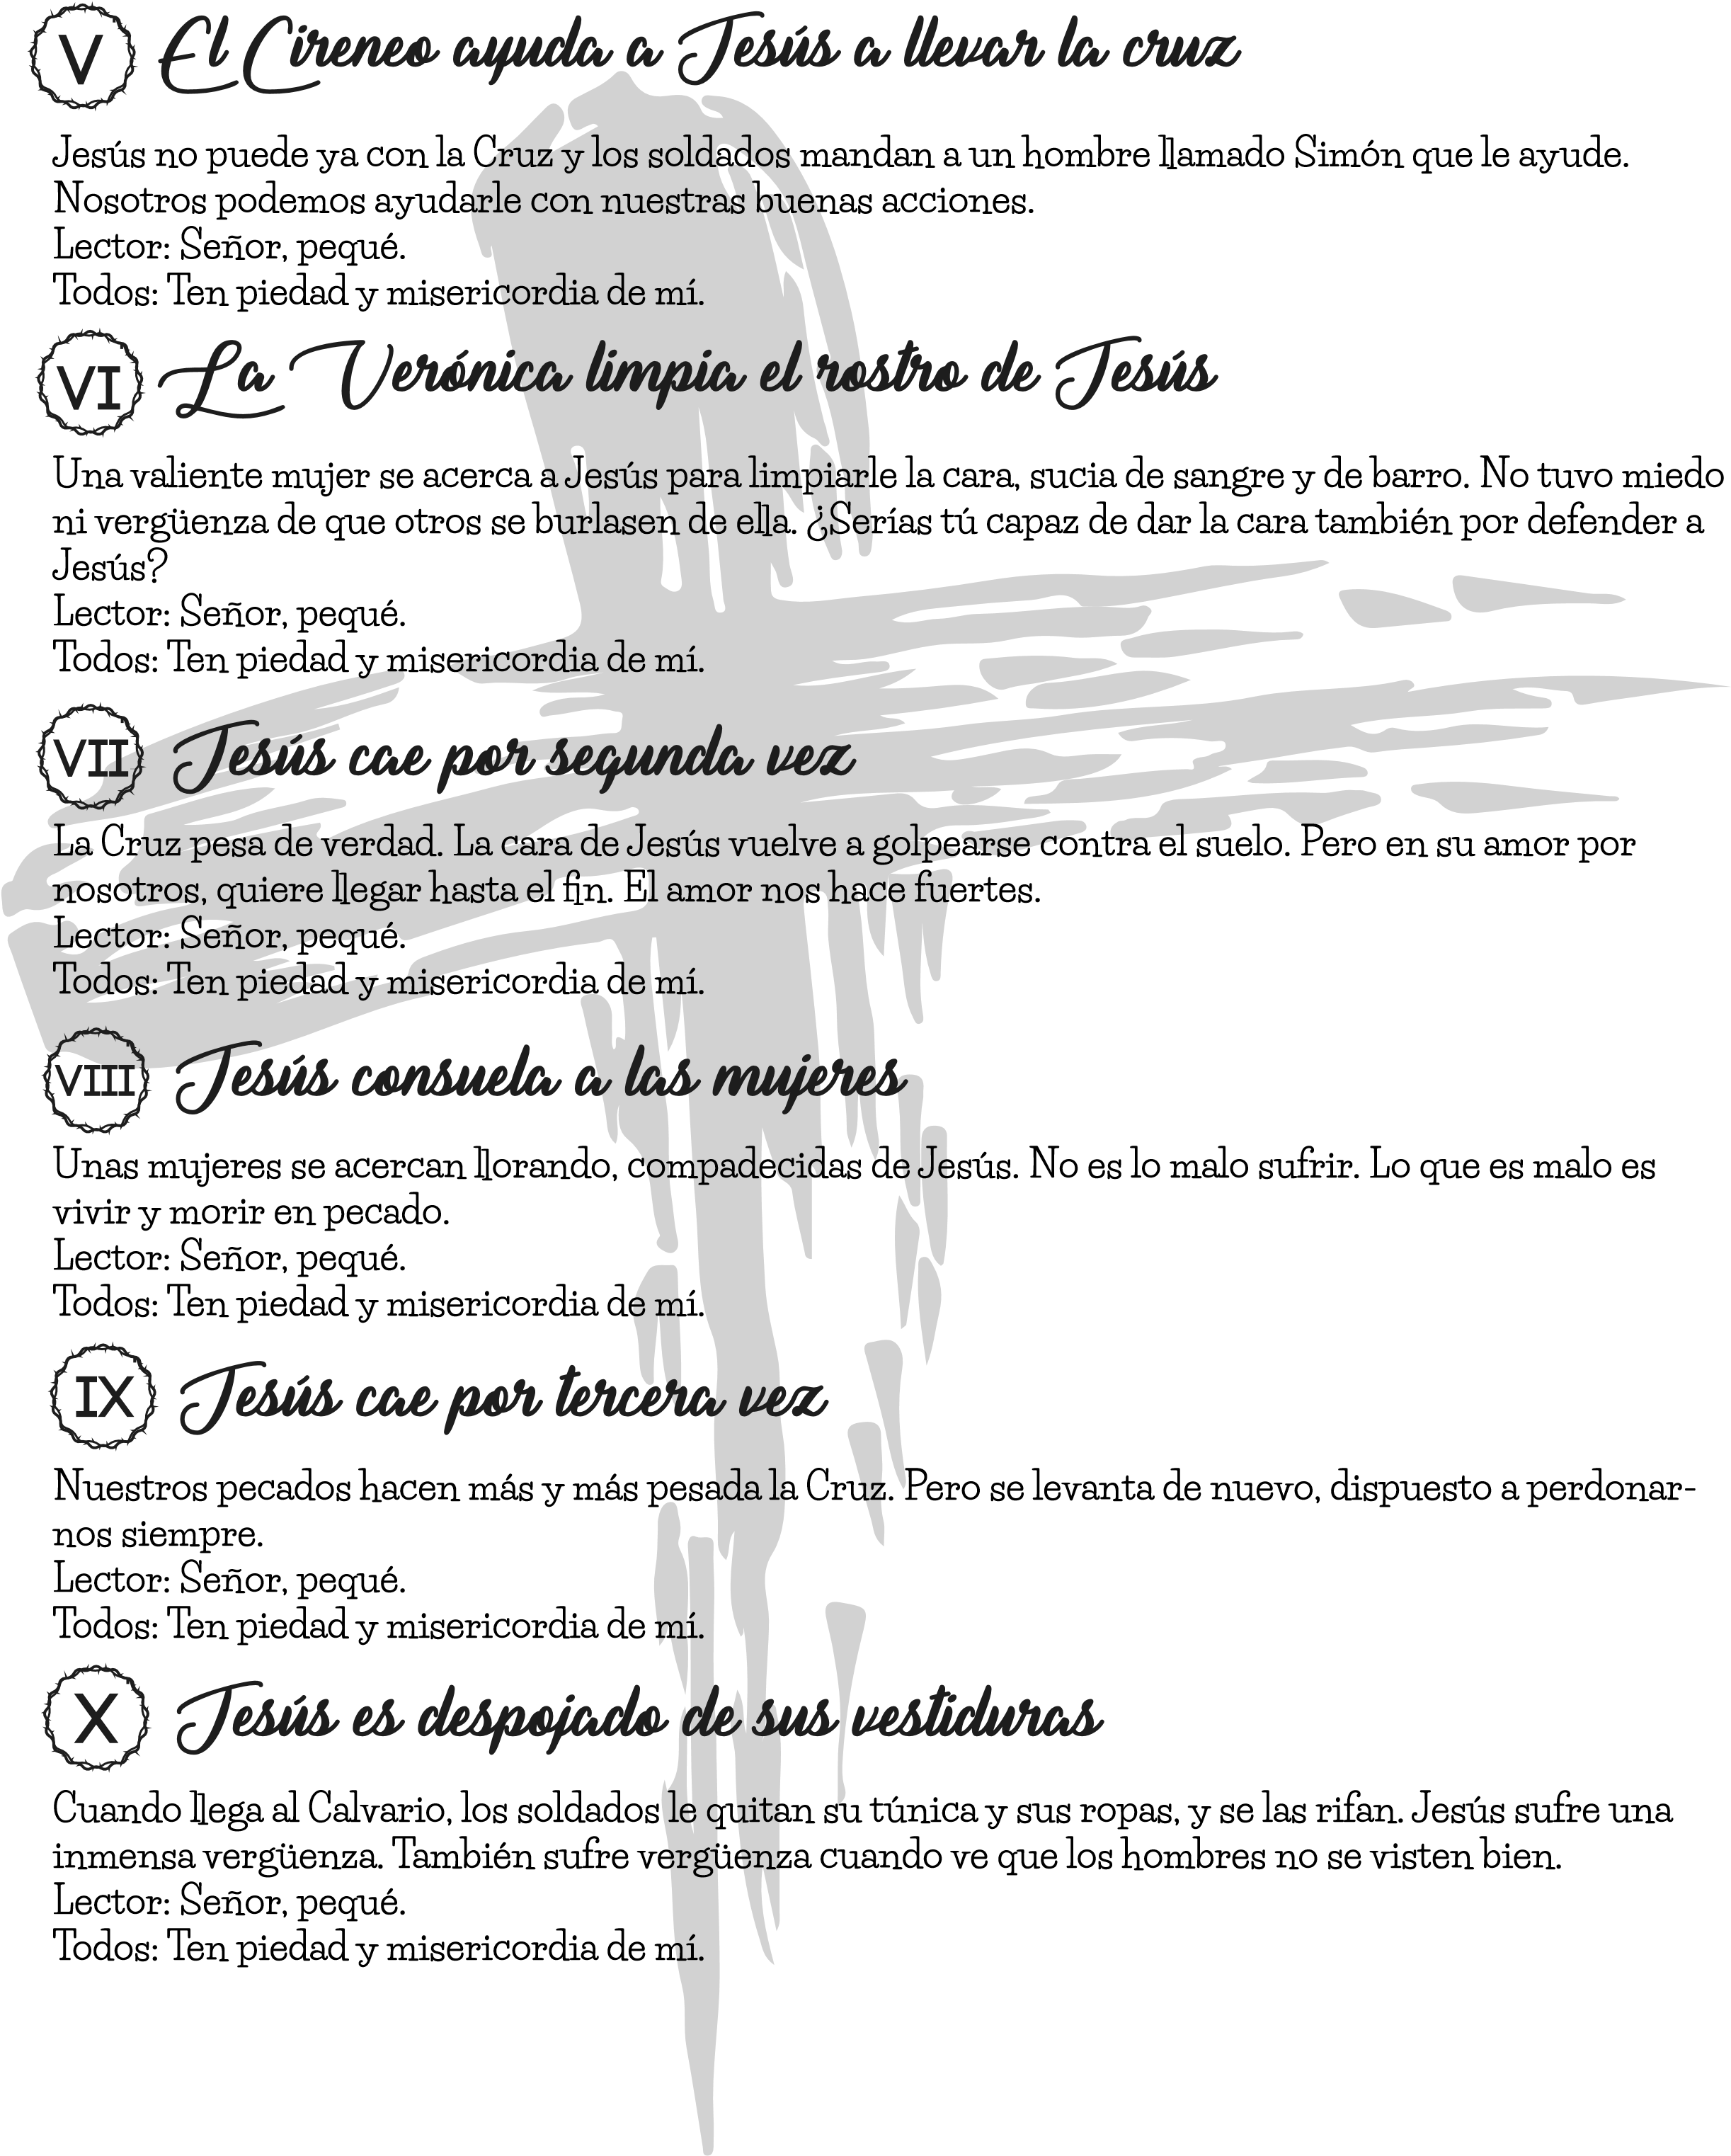 V El Cireneo ayuda a Jesús a llevar la cruz
Jesús no puede ya con la Cruz y los soldados mandan a un hombre llamado Simón que le ayude.
Nosotros podemos ayudarle con nuestras buenas acciones.
Lector: Señor, pequé.
Todos: Ten piedad y misericordia de mí.
VI La Verónica limpia el rostro de Jesús
Una valiente mujer se acerca a Jesús para limpiarle la cara, sucia de sangre y de barro. No tuvo miedo
ni vergüenza de que otros se burlasen de ella. ¿Serías tú capaz de dar la cara también por defender a
Jesús?
Lector: Señor, pequé.
Todos: Ten piedad y misericordia de mí.
VII Jesús cae por segunda vez
La Cruz pesa de verdad. La cara de Jesús vuelve a golpearse contra el suelo. Pero en su amor por
nosotros, quiere llegar hasta el fin. El amor nos hace fuertes.
Lector: Señor, pequé.
Todos: Ten piedad y misericordia de mí.
VIII Jesús consuela a las mujeres
Unas mujeres se acercan llorando, compadecidas de Jesús. No es lo malo sufrir. Lo que es malo es
vivir y morir en pecado.
Lector: Señor, pequé.
Todos: Ten piedad y misericordia de mí.
IX Jesús cae por tercera vez
Nuestros pecados hacen más y más pesada la Cruz. Pero se levanta de nuevo, dispuesto a perdonar-
nos siempre.
Lector: Señor, pequé.
Todos: Ten piedad y misericordia de mí.
X Jesús es despojado de sus vestiduras
Cuando llega al Calvario, los soldados le quitan su túnica y sus ropas, y se las rifan. Jesús sufre una
inmensa vergüenza. También sufre vergüenza cuando ve que los hombres no se visten bien.
Lector: Señor, pequé.
Todos: Ten piedad y misericordia de mí.